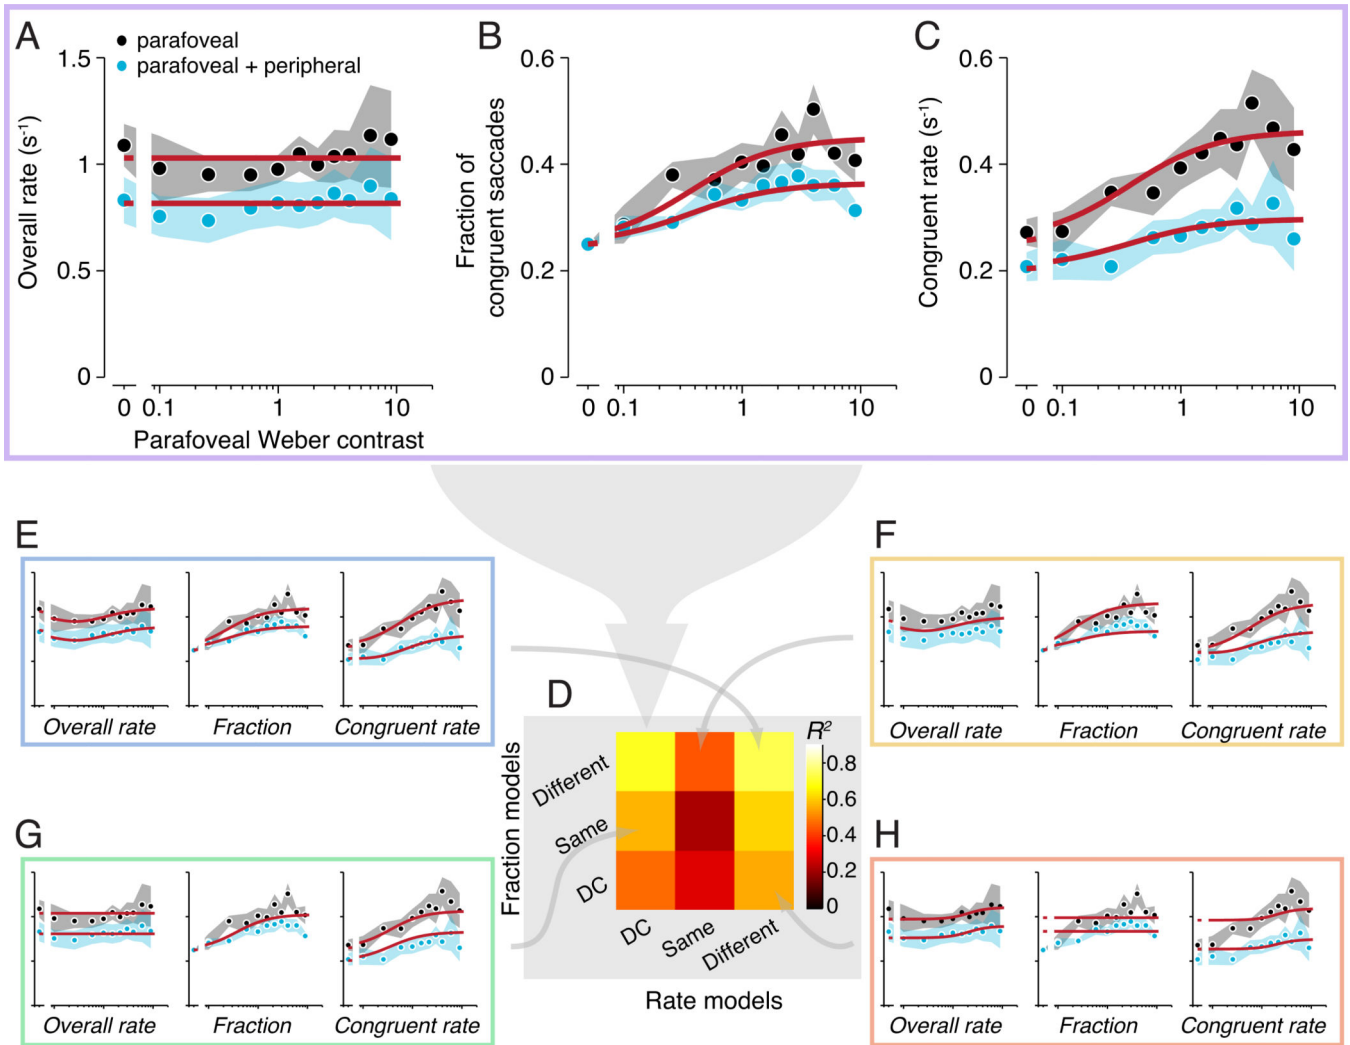 A
B
C
parafoveal
parafoveal + peripheral
Overall rate (s-1)
1.5
1
0.5
0
0 0.1 1 10
Parafoveal Weber contrast
Fraction of
congruent saccades
0.6
0.4
0.2
0
0 0.1 1 10
Congruent rate (s-1)
0.6
0.4
0.2
0
0 0.1 1 10
E
Overall rate
Fraction
Congruent rate
F
Overall rate
Fraction
Congruent rate
D
Fraction models
Different
Same
DC
DC
Same
Different
Rate models
R2
0.8
0.6
0.4
0.2
0
G
Overall rate
Fraction
Congruent rate
H
Overall rate
Fraction
Congruent rate